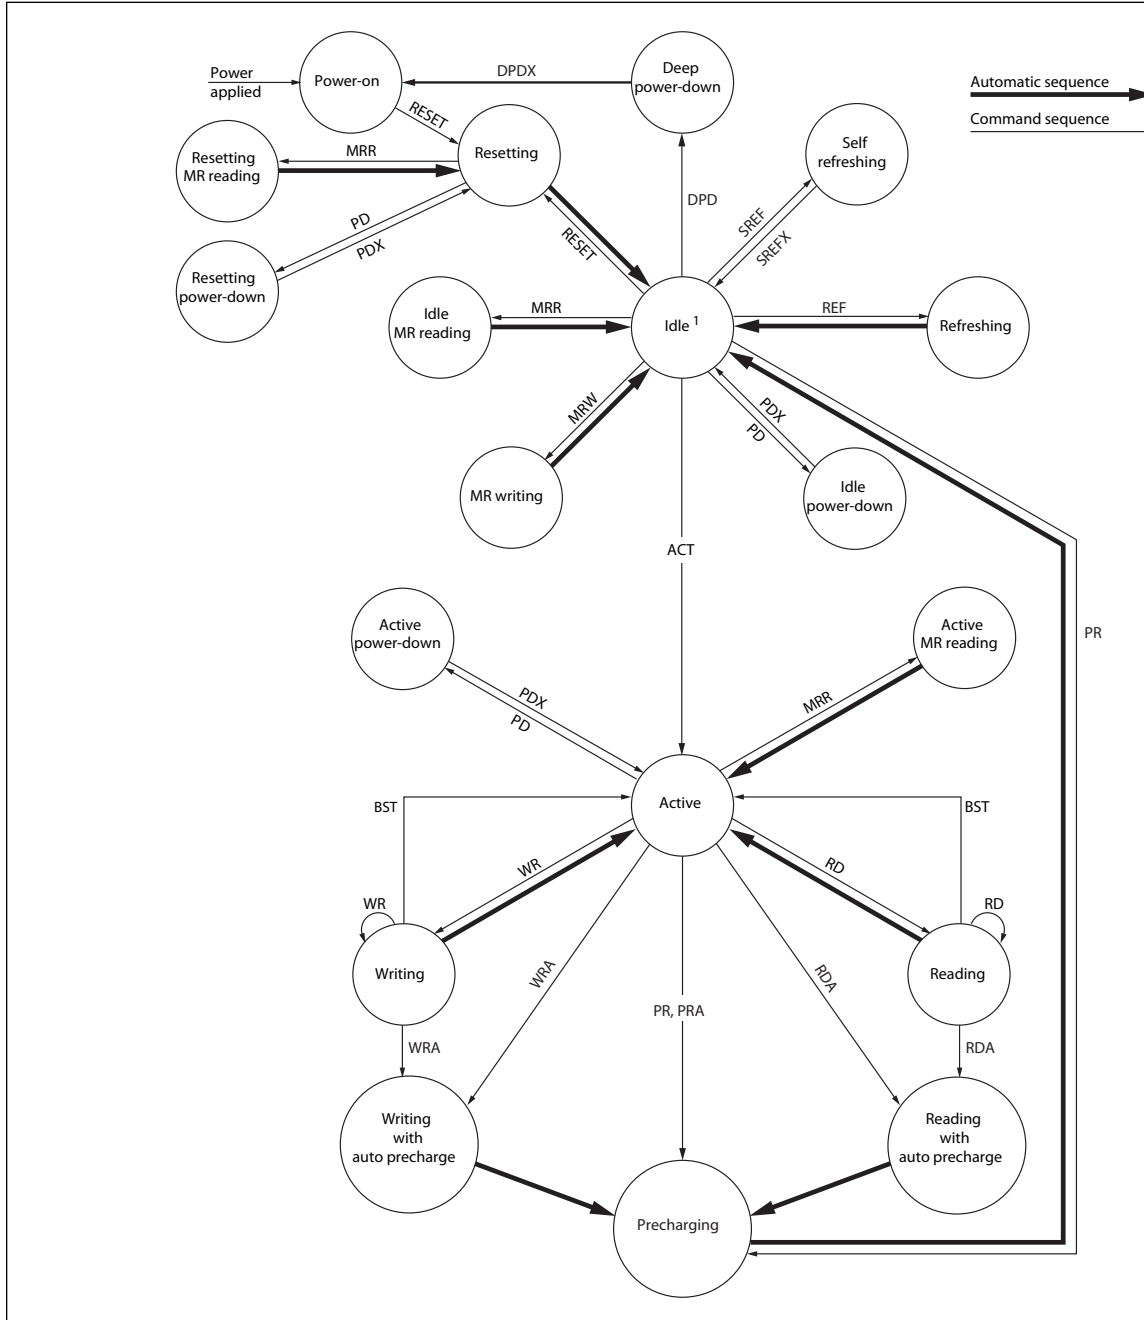 Power
applied
Power-on
DPDX
Deep
power-down
Automatic sequence
Command sequence
RESET
Resetting
MR reading
MRR
Resetting
Self
refreshing
PD
PDX
DPD
SREF
SREFX
RESET
Resetting
power-down
Idle
MR reading
MRR
Idle 1
REF
Refreshing
MRW
PDX
PD
MR writing
Idle
power-down
ACT
Active
power-down
Active
MR reading
PR
PDX
PD
MRR
Active
BST
BST
WR
RD
WR
RD
Writing
Reading
WRA
RDA
PR, PRA
WRA
RDA
Writing
with
auto precharge
Reading
with
auto precharge
Precharging